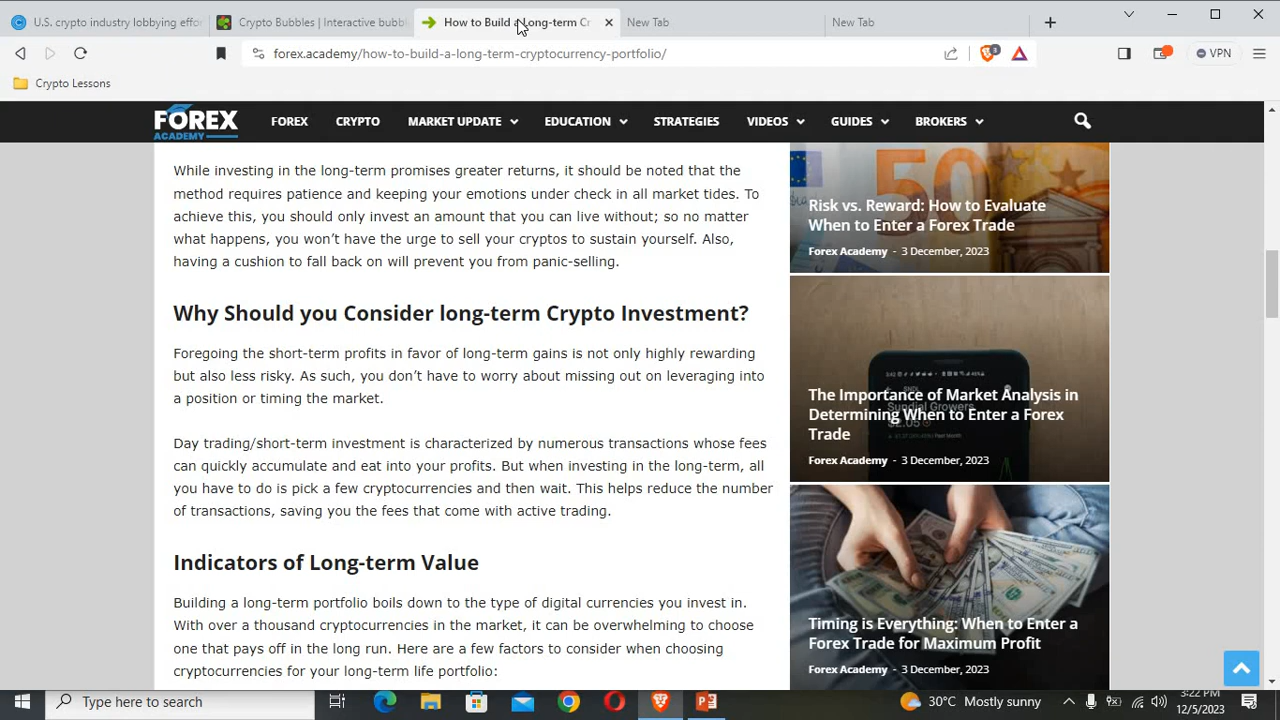 U.S. crypto industry lobbying effor
Crypto Bubbles | Interactive bubbl
How to Build a Long-term Cr
New Tab
New Tab
forex.academy/how-to-build-a-long-term-cryptocurrency-portfolio/
3
VPN
Crypto Lessons
FOREX
ACADEMY
FOREX
CRYPTO
MARKET UPDATE
EDUCATION
STRATEGIES
VIDEOS
GUIDES
BROKERS
While investing in the long-term promises greater returns, it should be noted that the
method requires patience and keeping your emotions under check in all market tides. To
achieve this, you should only invest an amount that you can live without; so no matter
what happens, you won't have the urge to sell your cryptos to sustain yourself. Also,
having a cushion to fall back on will prevent you from panic-selling.
Why Should you Consider long-term Crypto Investment?
Foregoing the short-term profits in favor of long-term gains is not only highly rewarding
but also less risky. As such, you don't have to worry about missing out on leveraging into
a position or timing the market.
Day trading/short-term investment is characterized by numerous transactions whose fees
can quickly accumulate and eat into your profits. But when investing in the long-term, all
you have to do is pick a few cryptocurrencies and then wait. This helps reduce the number
of transactions, saving you the fees that come with active trading.
Indicators of Long-term Value
Building a long-term portfolio boils down to the type of digital currencies you invest in.
With over a thousand cryptocurrencies in the market, it can be overwhelming to choose
one that pays off in the long run. Here are a few factors to consider when choosing
cryptocurrencies for your long-term life portfolio:
50
Risk vs. Reward: How to Evaluate
When to Enter a Forex Trade
Forex Academy - 3 December, 2023
SNDL
Sundial Growers
The Importance of Market Analysis in
Determining When to Enter a Forex
Trade
Forex Academy - 3 December, 2023
Timing is Everything: When to Enter a
Forex Trade for Maximum Profit
Forex Academy - 3 December, 2023
Type here to search
30°C Mostly sunny
3:22 PM
12/5/2023